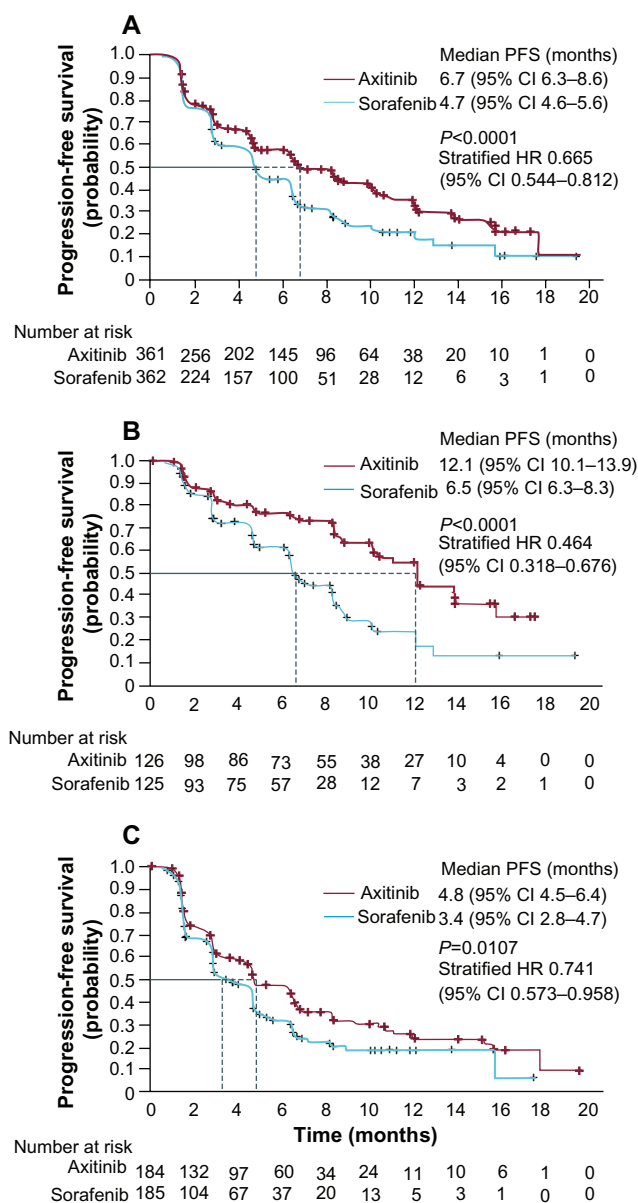 A
Progression-free survival
(probability)
1.0
0.9
0.8
0.7
0.6
0.5
0.4
0.3
0.2
0.1
0
Median PFS (months)
Axitinib 6.7 (95% CI 6.3–8.6)
Sorafenib 4.7 (95% CI 4.6–5.6)
P<0.0001
Stratified HR 0.665
(95% CI 0.544–0.812)
0 2 4 6 8 10 12 14 16 18 20
Number at risk
Axitinib 361 256 202 145 96 64 38 20 10 1 0
Sorafenib 362 224 157 100 51 28 12 6 3 1 0
B
Progression-free survival
(probability)
1.0
0.9
0.8
0.7
0.6
0.5
0.4
0.3
0.2
0.1
0
Median PFS (months)
Axitinib 12.1 (95% CI 10.1–13.9)
Sorafenib 6.5 (95% CI 6.3–8.3)
P<0.0001
Stratified HR 0.464
(95% CI 0.318–0.676)
0 2 4 6 8 10 12 14 16 18 20
Number at risk
Axitinib 126 98 86 73 55 38 27 10 4 0 0
Sorafenib 125 93 75 57 28 12 7 3 2 1 0
C
Progression-free survival
(probability)
1.0
0.9
0.8
0.7
0.6
0.5
0.4
0.3
0.2
0.1
0
Median PFS (months)
Axitinib 4.8 (95% CI 4.5–6.4)
Sorafenib 3.4 (95% CI 2.8–4.7)
P=0.0107
Stratified HR 0.741
(95% CI 0.573–0.958)
0 2 4 6 8 10 12 14 16 18 20
Time (months)
Number at risk
Axitinib 184 132 97 60 34 24 11 10 6 1 0
Sorafenib 185 104 67 37 20 13 5 3 1 0 0